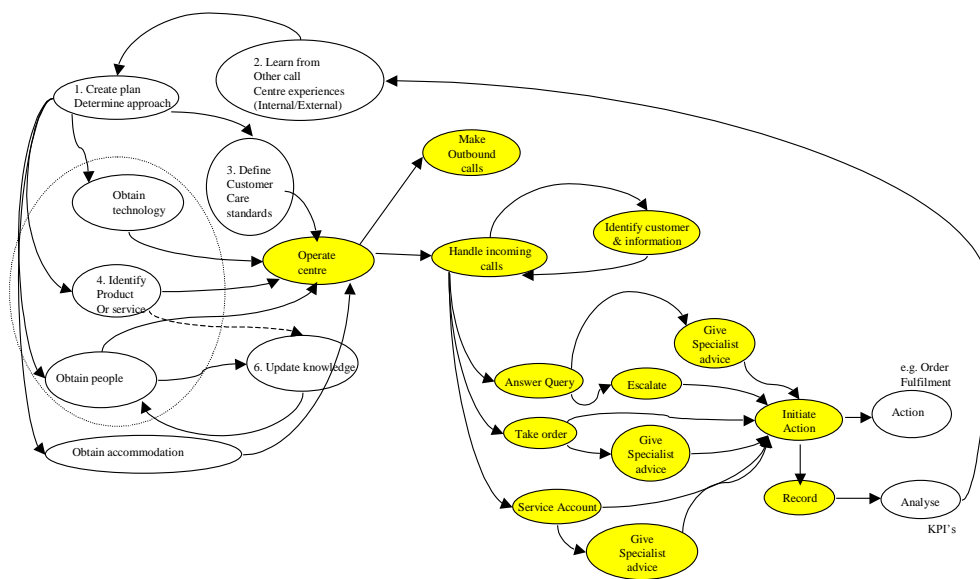 2. Learn from
Other call
Centre experiences
(Internal/External)
1. Create plan
Determine approach
Make
Outbound
calls
3. Define
Customer
Care
standards
Obtain
technology
Identify customer
& information
Operate
centre
Handle incoming
calls
4. Identify
Product
Or service
Give
Specialist
advice
6. Update knowledge
Obtain people
Answer Query
Escalate
e.g. Order
Fulfilment
Action
Initiate
Action
Take order
Give
Specialist
advice
Obtain accommodation
Record
Analyse
KPI's
Service Account
Give
Specialist
advice